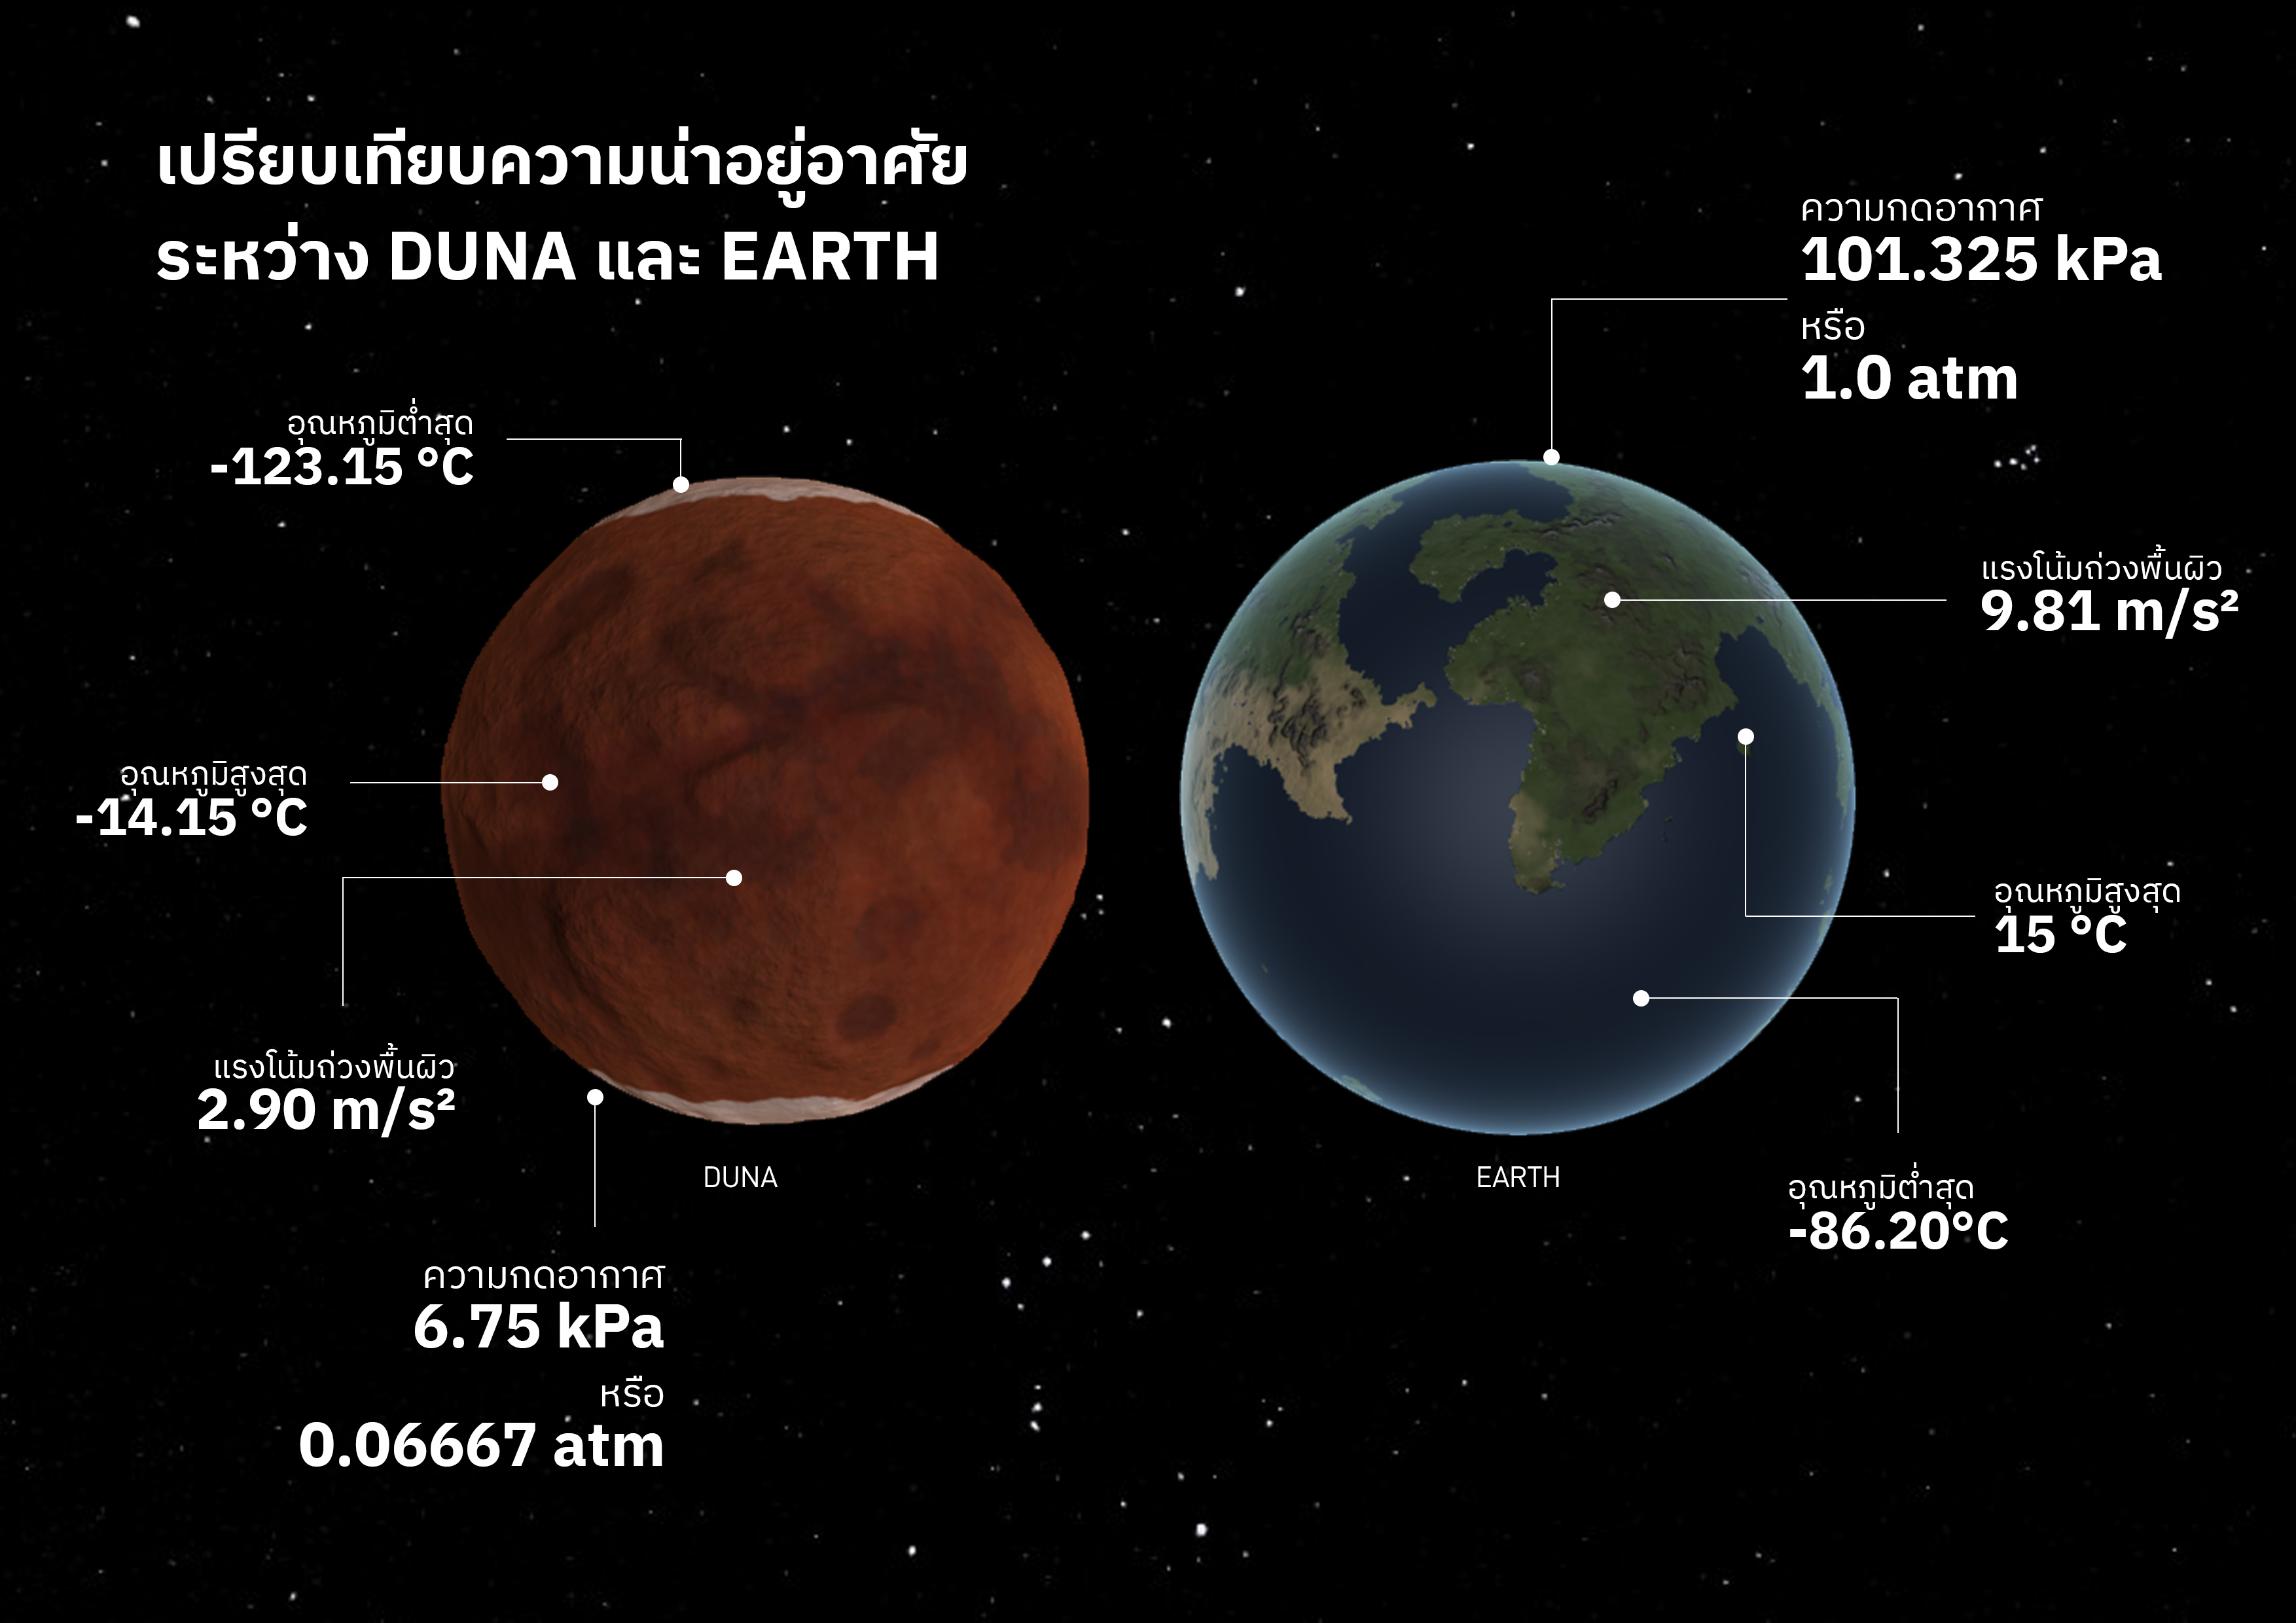 เปรียบเทียบความน่าอยู่อาศัย
ระหว่าง DUNA และ EARTH
อุณหภูมิต่ำสุด
-123.15 °C
อุณหภูมิสูงสุด
-14.15 °C
แรงโน้มถ่วงพื้นผิว
2.90 m/s²
ความกดอากาศ
6.75 kPa
หรือ
0.06667 atm
DUNA
ความกดอากาศ
101.325 kPa
หรือ
1.0 atm
แรงโน้มถ่วงพื้นผิว
9.81 m/s²
อุณหภูมิสูงสุด
15 °C
อุณหภูมิต่ำสุด
-86.20°C
EARTH